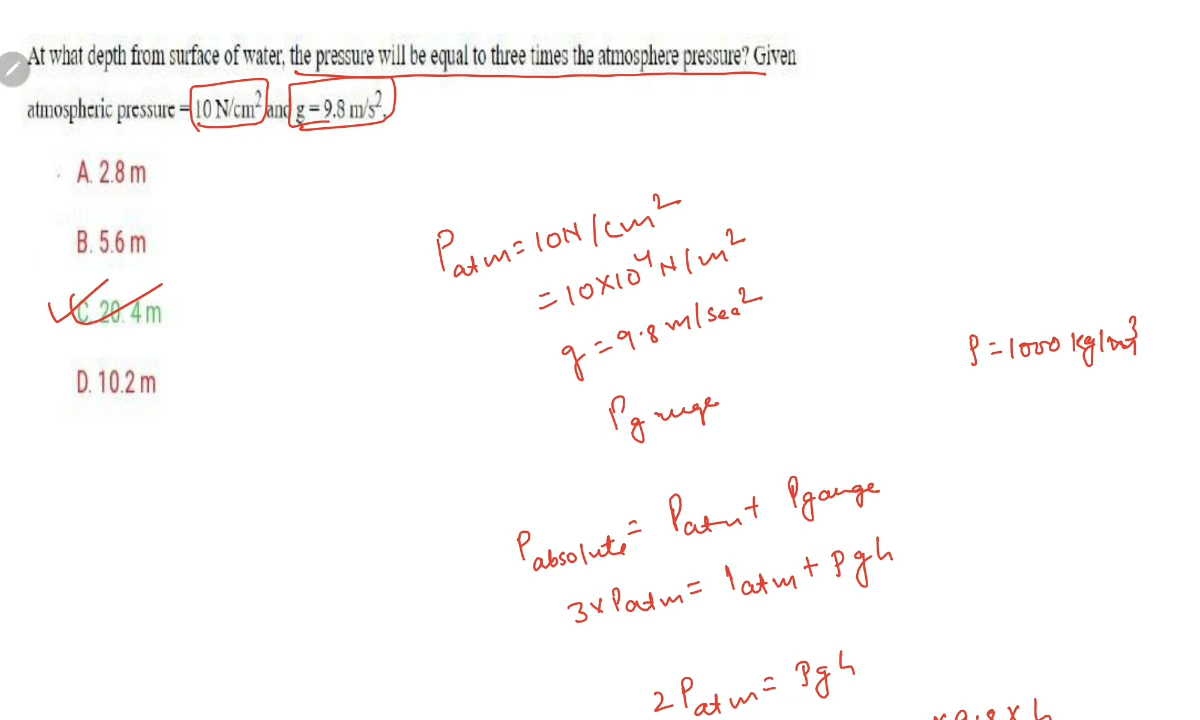 At what depth from surface of water, the pressure will be equal to three times the atmosphere pressure? Given
atmospheric pressure = 10 N/cm² and g = 9.8 m/s².
A. 2.8 m
B. 5.6 m
C. 20.4 m
D. 10.2 m
Patm = 10N/cm²
= 10×10⁴ N/m²
g = 9.8 m/sec²
ρ = 1000 kg/m³
Pgauge
Pabsolute = Patm + Pgauge
3×Patm = 1atm + ρgh
2Patm = ρgh
×9.8×h